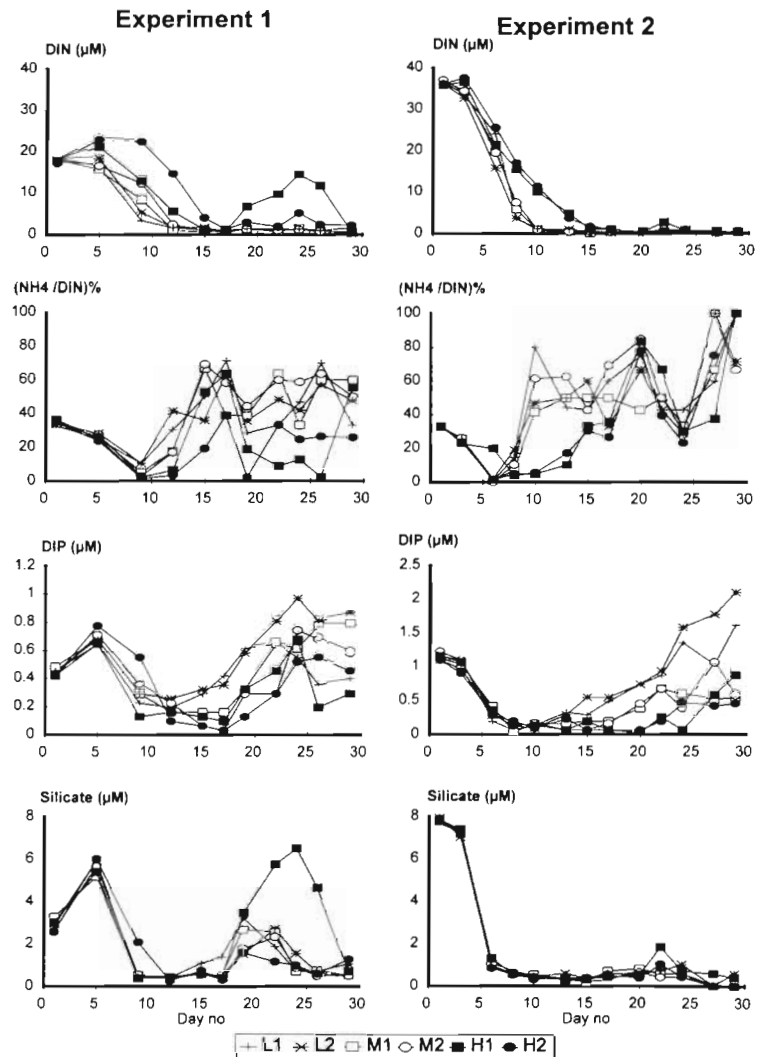 Experiment 1
DIN (µM)
40
30
20
10
0
0 5 10 15 20 25 30
(NH4 /DIN)%
100
80
60
40
20
0
0 5 10 15 20 25 30
DIP (µM)
1.2
1
0.8
0.6
0.4
0.2
0
0 5 10 15 20 25 30
Silicate (µM)
8
6
4
2
0
0 5 10 15 20 25 30
Day no
Experiment 2
DIN (µM)
40
30
20
10
0
0 5 10 15 20 25 30
(NH4 /DIN)%
100
80
60
40
20
0
0 5 10 15 20 25 30
DIP (µM)
2.5
2
1.5
1
0.5
0
0 5 10 15 20 25 30
Silicate (µM)
8
6
4
2
0
0 5 10 15 20 25 30
Day no
L1 L2 M1 M2 H1 H2